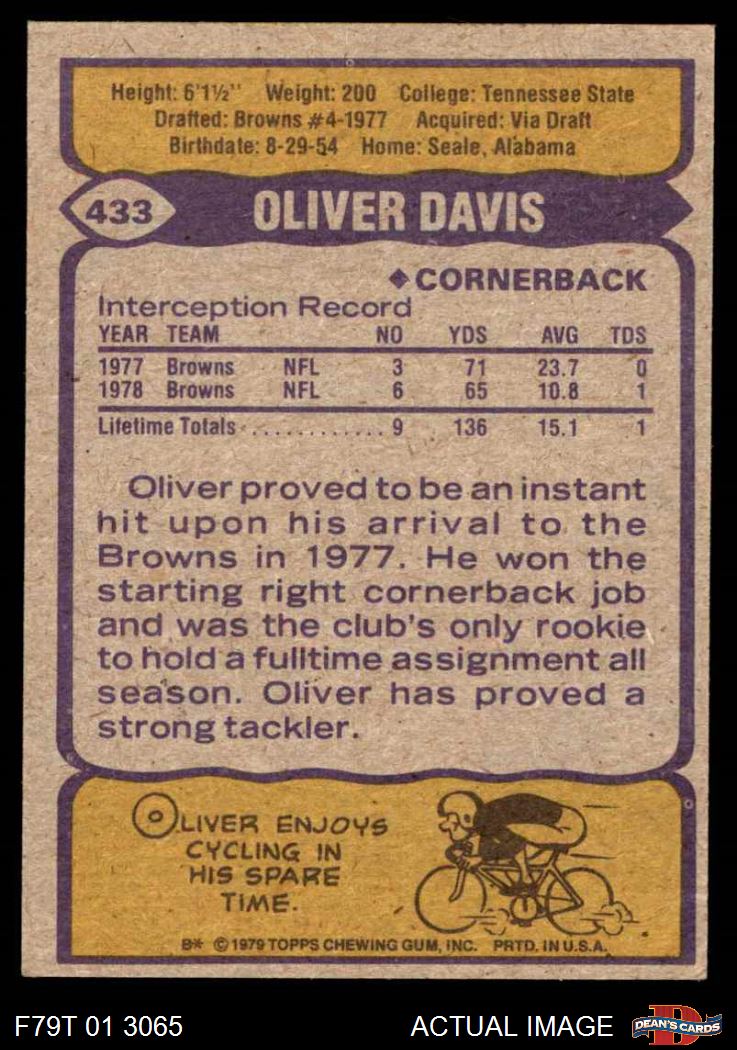 Height: 6'1½" Weight: 200 College: Tennessee State
Drafted: Browns #4-1977 Acquired: Via Draft
Birthdate: 8-29-54 Home: Seale, Alabama
433 OLIVER DAVIS
◆CORNERBACK
Interception Record
YEAR TEAM NO YDS AVG TDS
1977 Browns NFL 3 71 23.7 0
1978 Browns NFL 6 65 10.8 1
Lifetime Totals ............ 9 136 15.1 1
Oliver proved to be an instant
hit upon his arrival to the
Browns in 1977. He won the
starting right cornerback job
and was the club's only rookie
to hold a fulltime assignment all
season. Oliver has proved a
strong tackler.
OLIVER ENJOYS
CYCLING IN
HIS SPARE
TIME.
B* © 1979 TOPPS CHEWING GUM, INC. PRTD. IN U.S.A.
F79T 01 3065 ACTUAL IMAGE DEAN'S CARDS